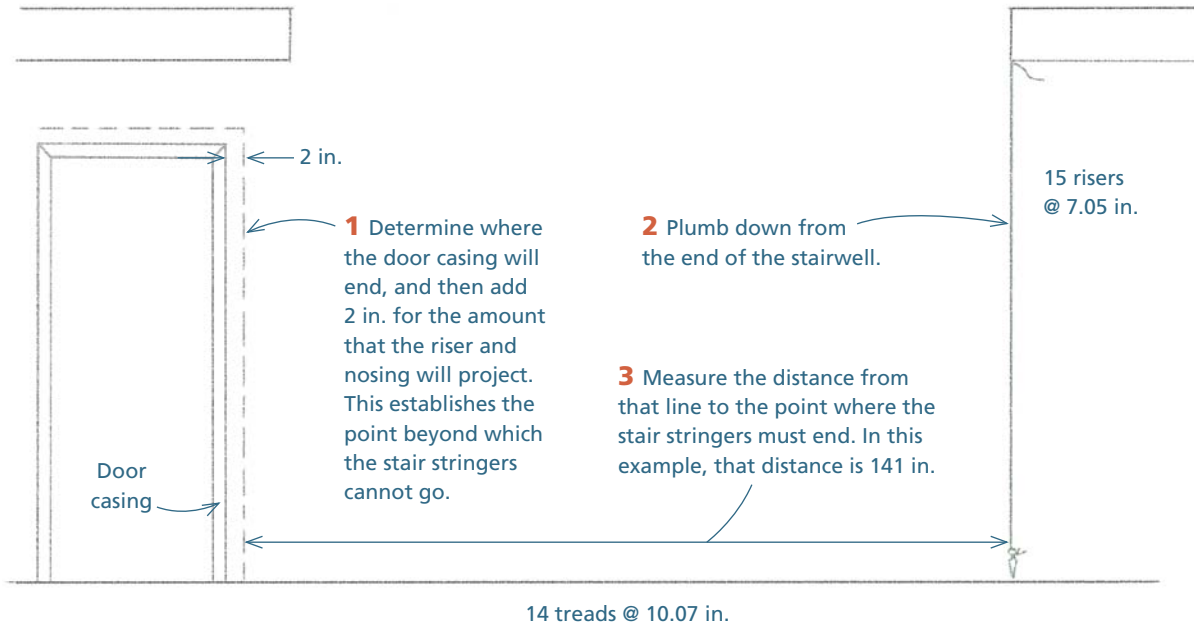 2 in.
15 risers
@ 7.05 in.
1 Determine where
the door casing will
end, and then add
2 in. for the amount
that the riser and
nosing will project.
This establishes the
point beyond which
the stair stringers
cannot go.
2 Plumb down from
the end of the stairwell.
3 Measure the distance from
that line to the point where the
stair stringers must end. In this
example, that distance is 141 in.
Door
casing
14 treads @ 10.07 in.